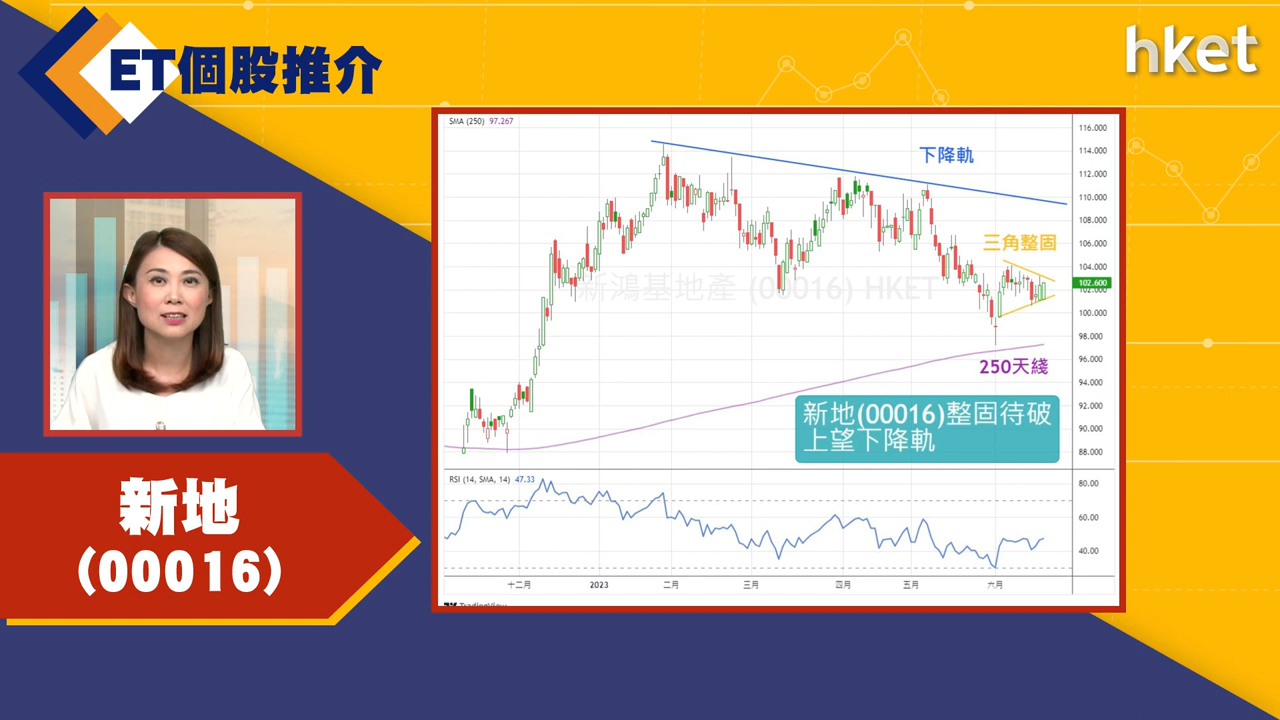 ET個股推介
hket
SMA (250) 97.267
下降軌
三角整固
新鴻基地產 (00016) HKET
250天綫
新地(00016)整固待破
上望下降軌
116.000
114.000
112.000
110.000
108.000
106.000
104.000
102.600
102.000
100.000
98.000
96.000
94.000
92.000
90.000
88.000
RSI (14, SMA, 14) 47.33
80.00
60.00
40.00
十二月 2023 二月 三月 四月 五月 六月
TradingView
新地
(00016)